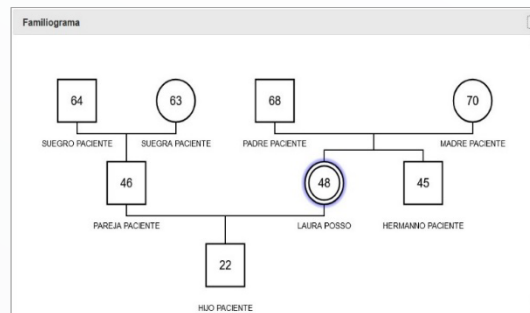 Familiograma
64
63
68
70
SUEGRO PACIENTE
SUEGRA PACIENTE
PADRE PACIENTE
MADRE PACIENTE
46
48
45
PAREJA PACIENTE
LAURA POSSO
HERMANNO PACIENTE
22
HIJO PACIENTE